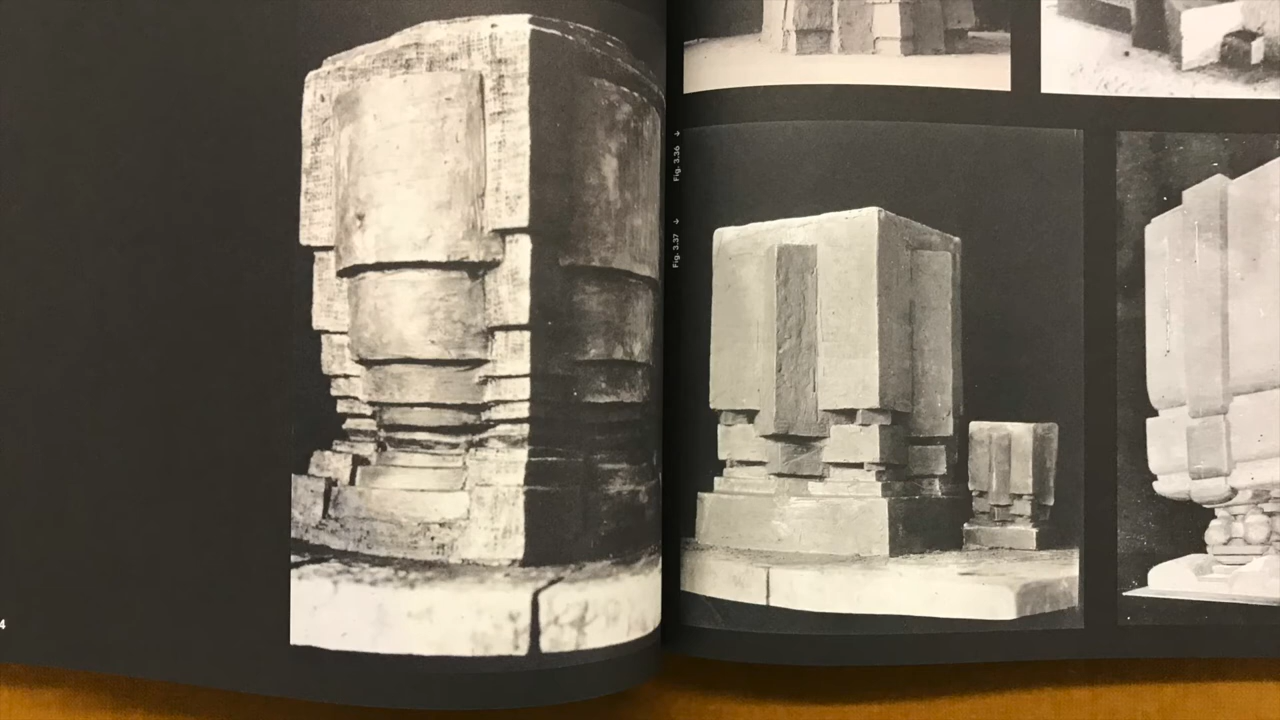 Fig. 3.36 →
Fig. 3.37 →
4